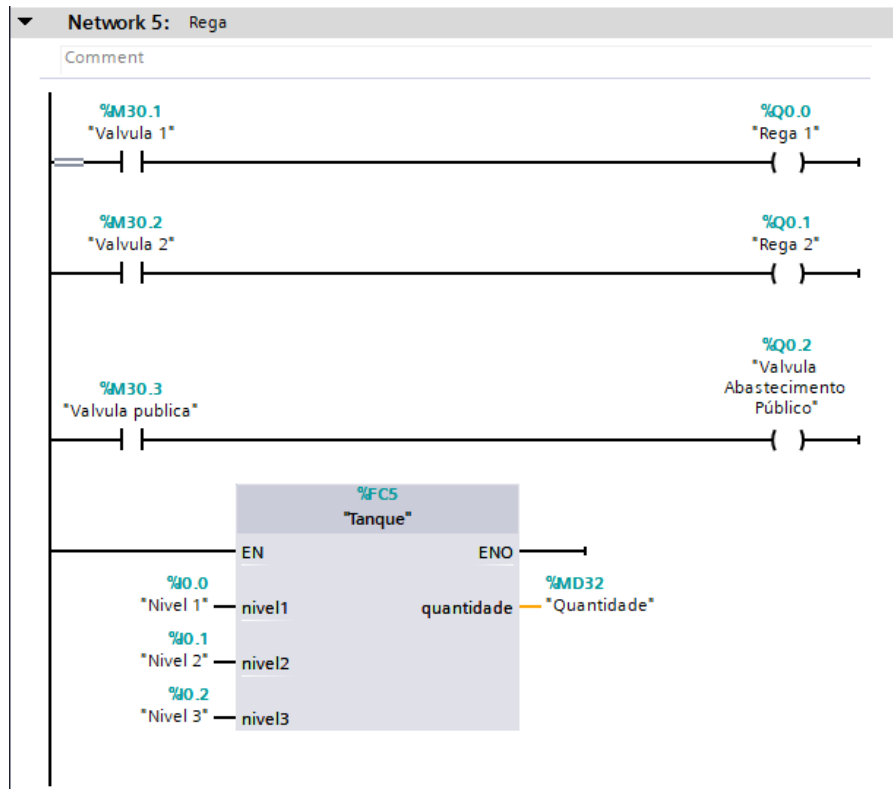 Network 5: Rega
Comment
%M30.1
"Valvula 1"
%Q0.0
"Rega 1"
%M30.2
"Valvula 2"
%Q0.1
"Rega 2"
%M30.3
"Valvula publica"
%Q0.2
"Valvula
Abastecimento
Público"
%FC5
"Tanque"
EN
ENO
%I0.0
"Nivel 1"
nivel1
quantidade
%MD32
"Quantidade"
%I0.1
"Nivel 2"
nivel2
%I0.2
"Nivel 3"
nivel3